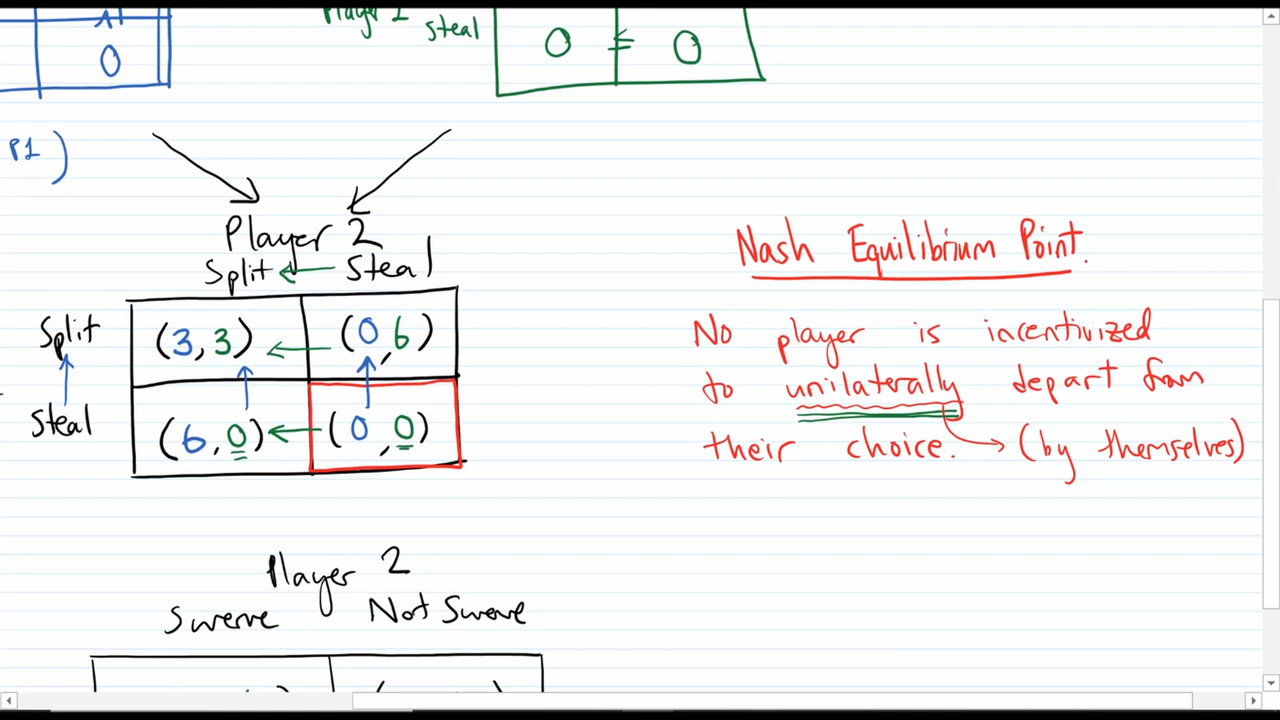 Player 1
steal
0
0 = 0
P1)
Player 2
Split ← Steal
Split
(3,3) ← (0,6)
Steal
(6,0) ← (0,0)
Nash Equilibrium Point.
No player is incentivized
to unilaterally depart from
their choice. → (by themselves)
Player 2
Swerve Not Swerve